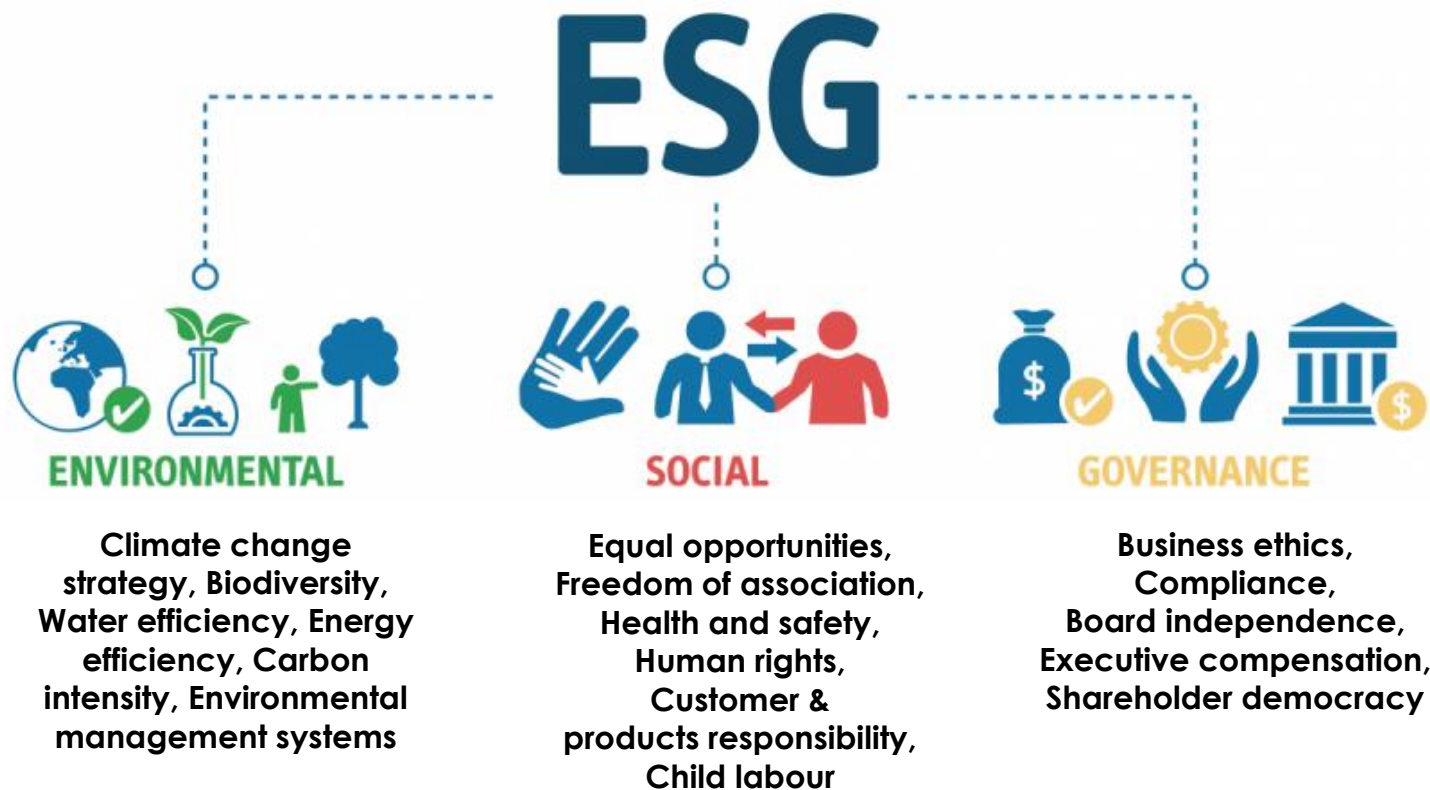 ESG
ENVIRONMENTAL
Climate change
strategy, Biodiversity,
Water efficiency, Energy
efficiency, Carbon
intensity, Environmental
management systems
SOCIAL
Equal opportunities,
Freedom of association,
Health and safety,
Human rights,
Customer &
products responsibility,
Child labour
$
$
GOVERNANCE
Business ethics,
Compliance,
Board independence,
Executive compensation,
Shareholder democracy